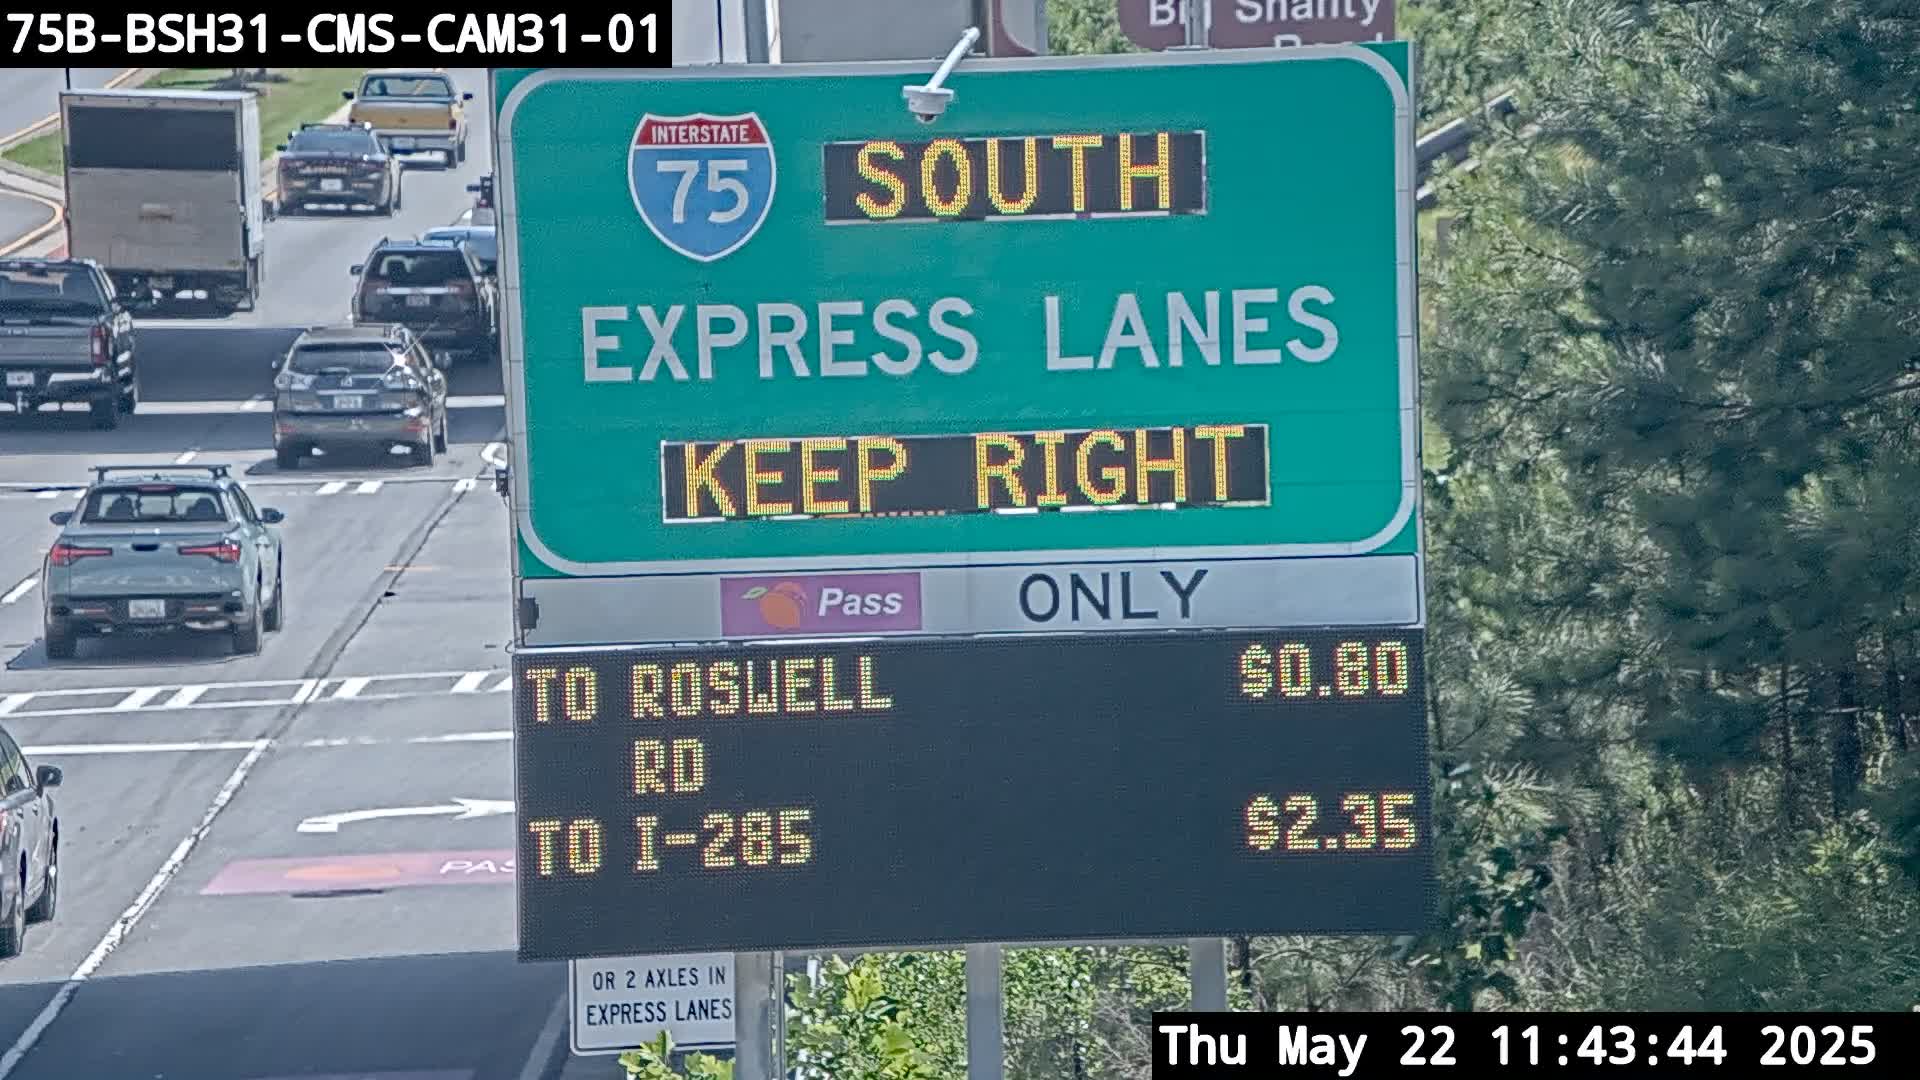 75B-BSH31-CMS-CAM31-01
Shanty
INTERSTATE
75
SOUTH
EXPRESS LANES
KEEP RIGHT
Pass ONLY
TO ROSWELL $0.80
RD
TO I-285 $2.35
OR 2 AXLES IN
EXPRESS LANES
Thu May 22 11:43:44 2025